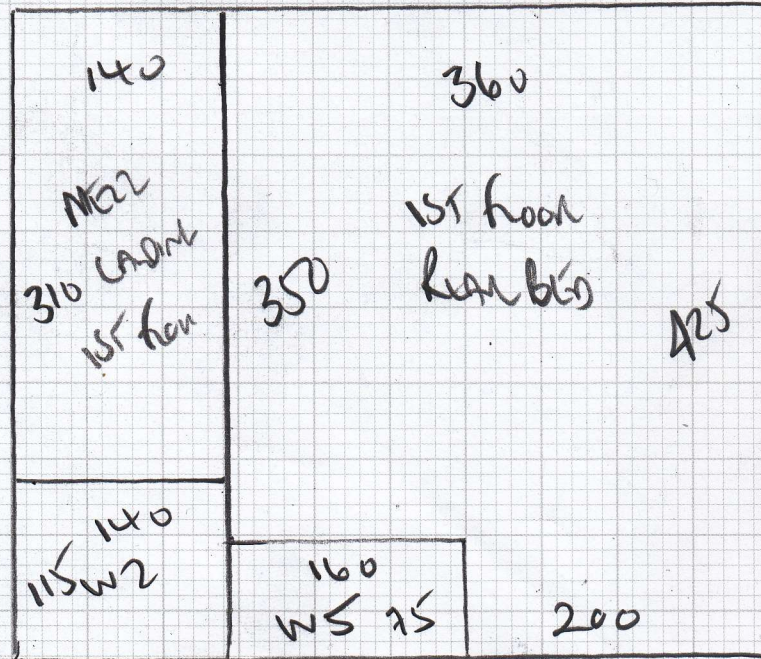 140
MEZZ
LANDING
310
1ST floor
360
1ST floor
REAR BED
350
425
140
115 W2
160
W5 75
200